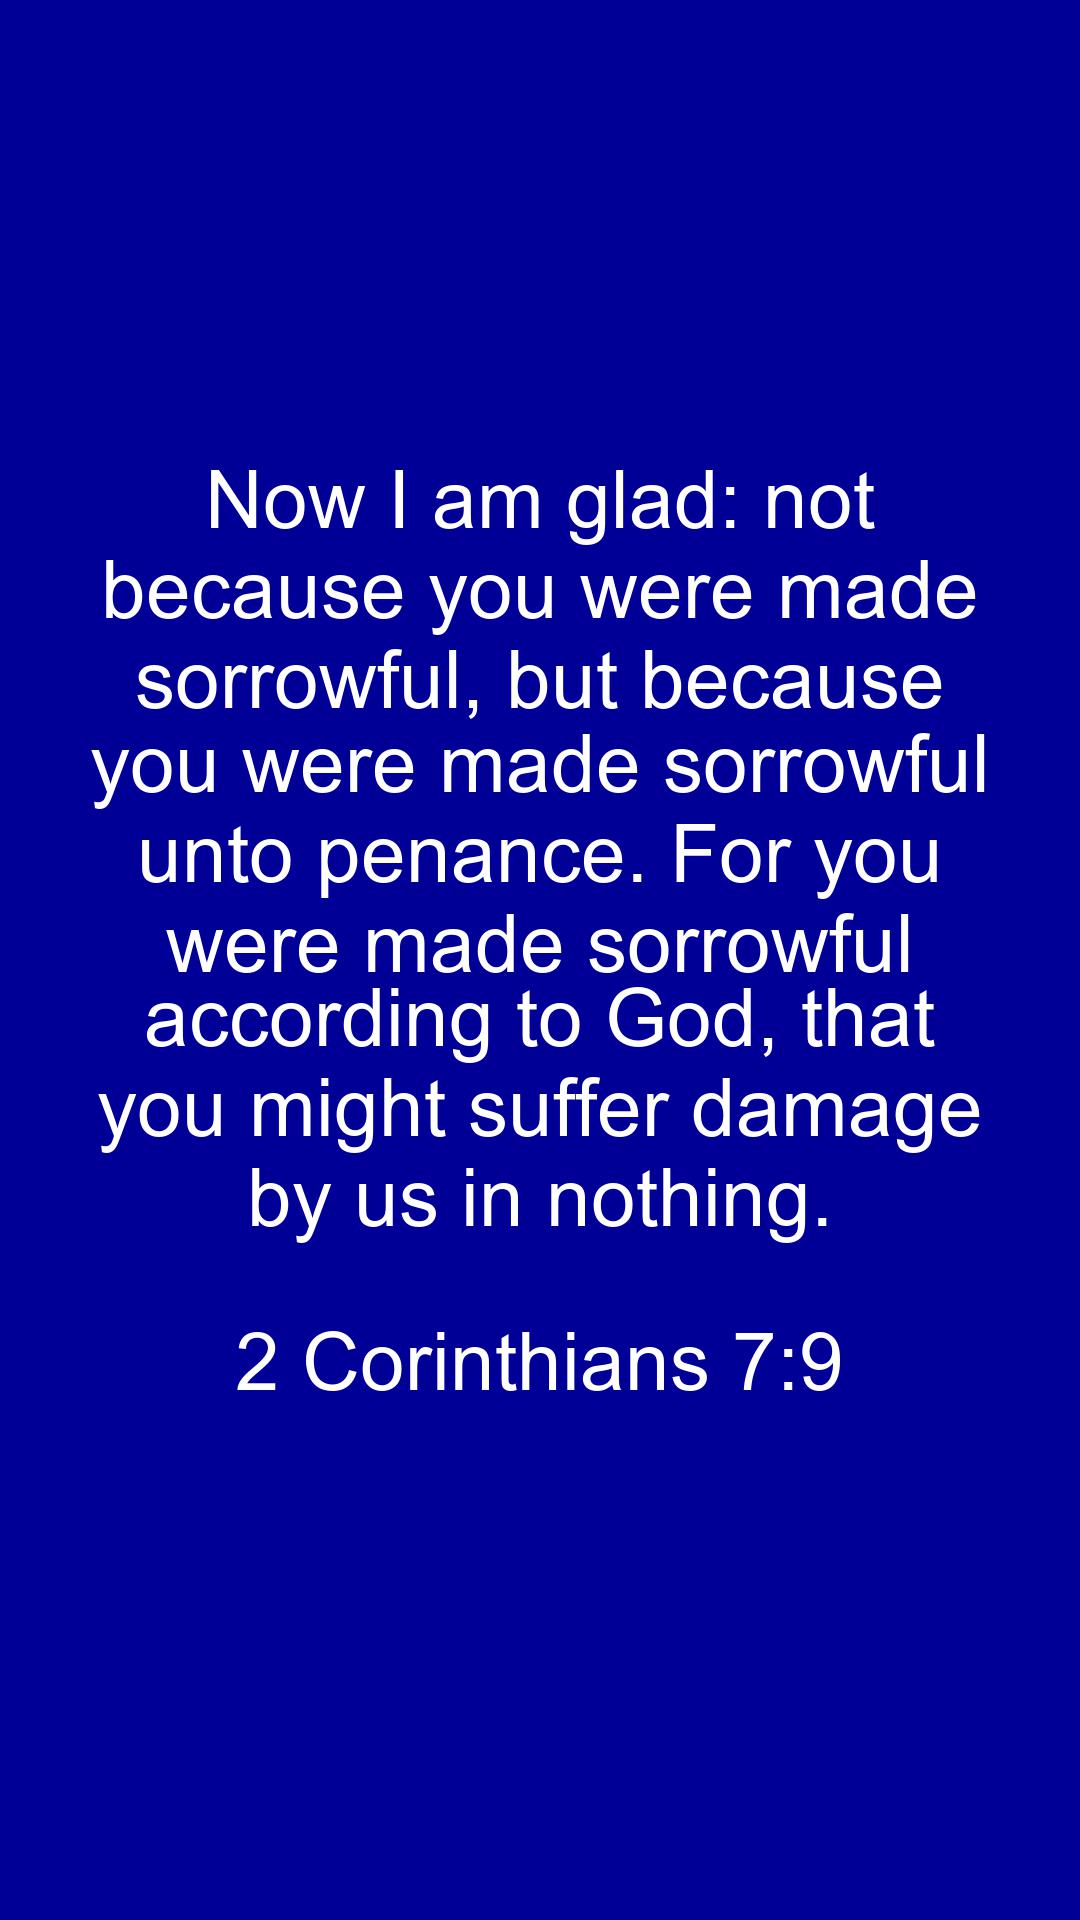 Now I am glad: not
because you were made
sorrowful, but because
you were made sorrowful
unto penance. For you
were made sorrowful
according to God, that
you might suffer damage
by us in nothing.
2 Corinthians 7:9